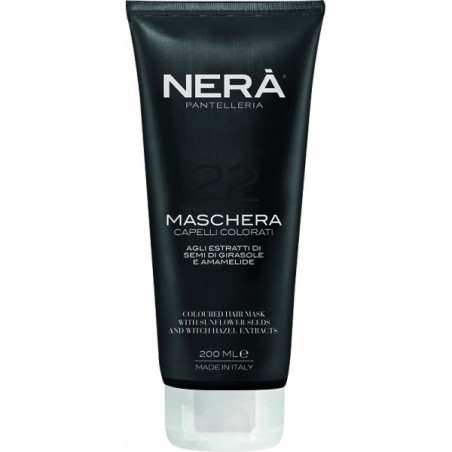 NERÀ®
PANTELLERIA
22
MASCHERA
CAPELLI COLORATI
AGLI ESTRATTI DI
SEMI DI GIRASOLE
E AMAMELIDE
COLOURED HAIR MASK
WITH SUNFLOWER SEEDS
AND WITCH HAZEL EXTRACTS
200 ML ℮
MADE IN ITALY